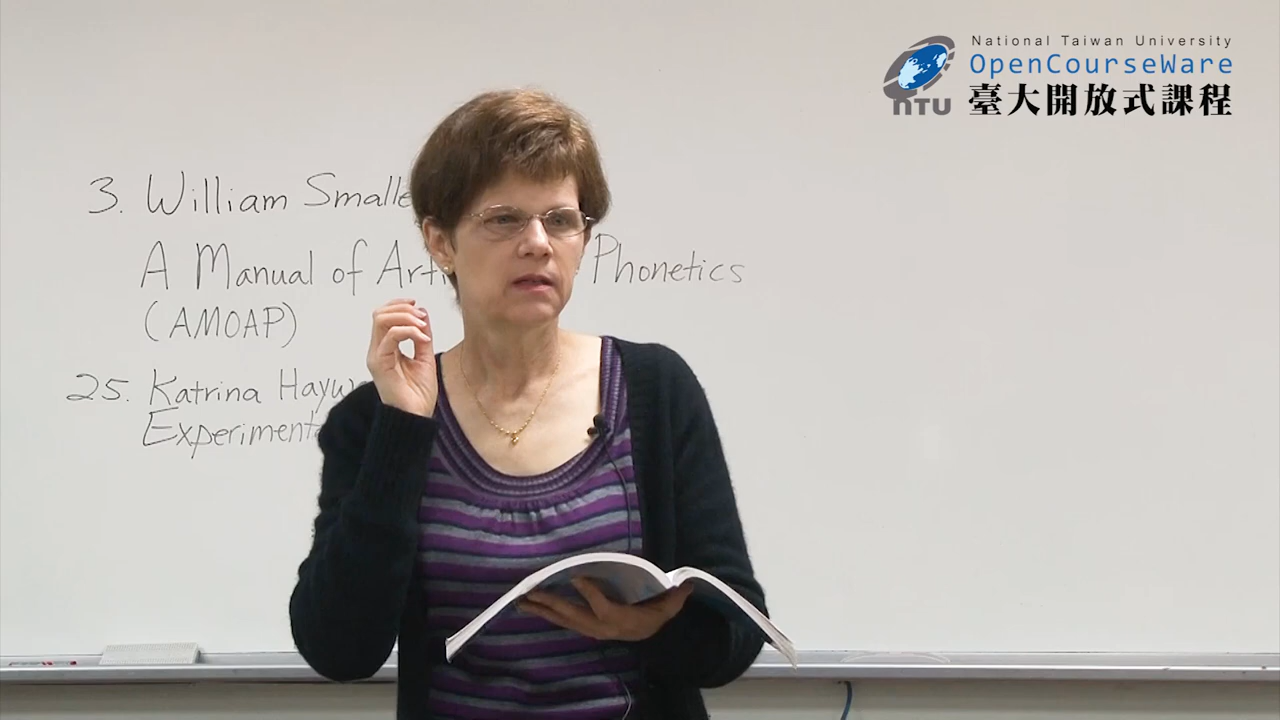 National Taiwan University
OpenCourseWare
NTU
臺大開放式課程
3. William Smalle
A Manual of Arti Phonetics
(AMOAP)
25. Katrina Hayw
Experiment